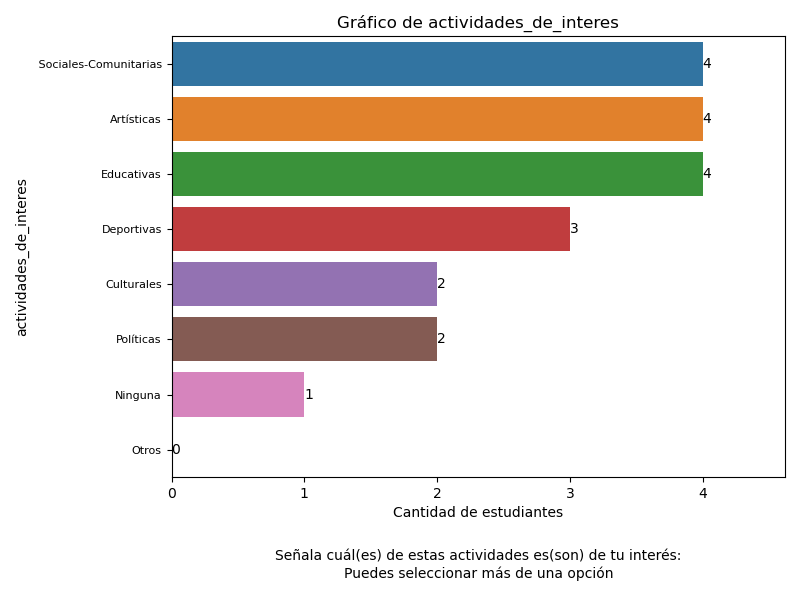 Gráfico de actividades_de_interes
Sociales-Comunitarias
4
Artísticas
4
Educativas
4
Deportivas
3
Culturales
2
Políticas
2
Ninguna
1
Otros
0
actividades_de_interes
0 1 2 3 4
Cantidad de estudiantes
Señala cuál(es) de estas actividades es(son) de tu interés:
Puedes seleccionar más de una opción